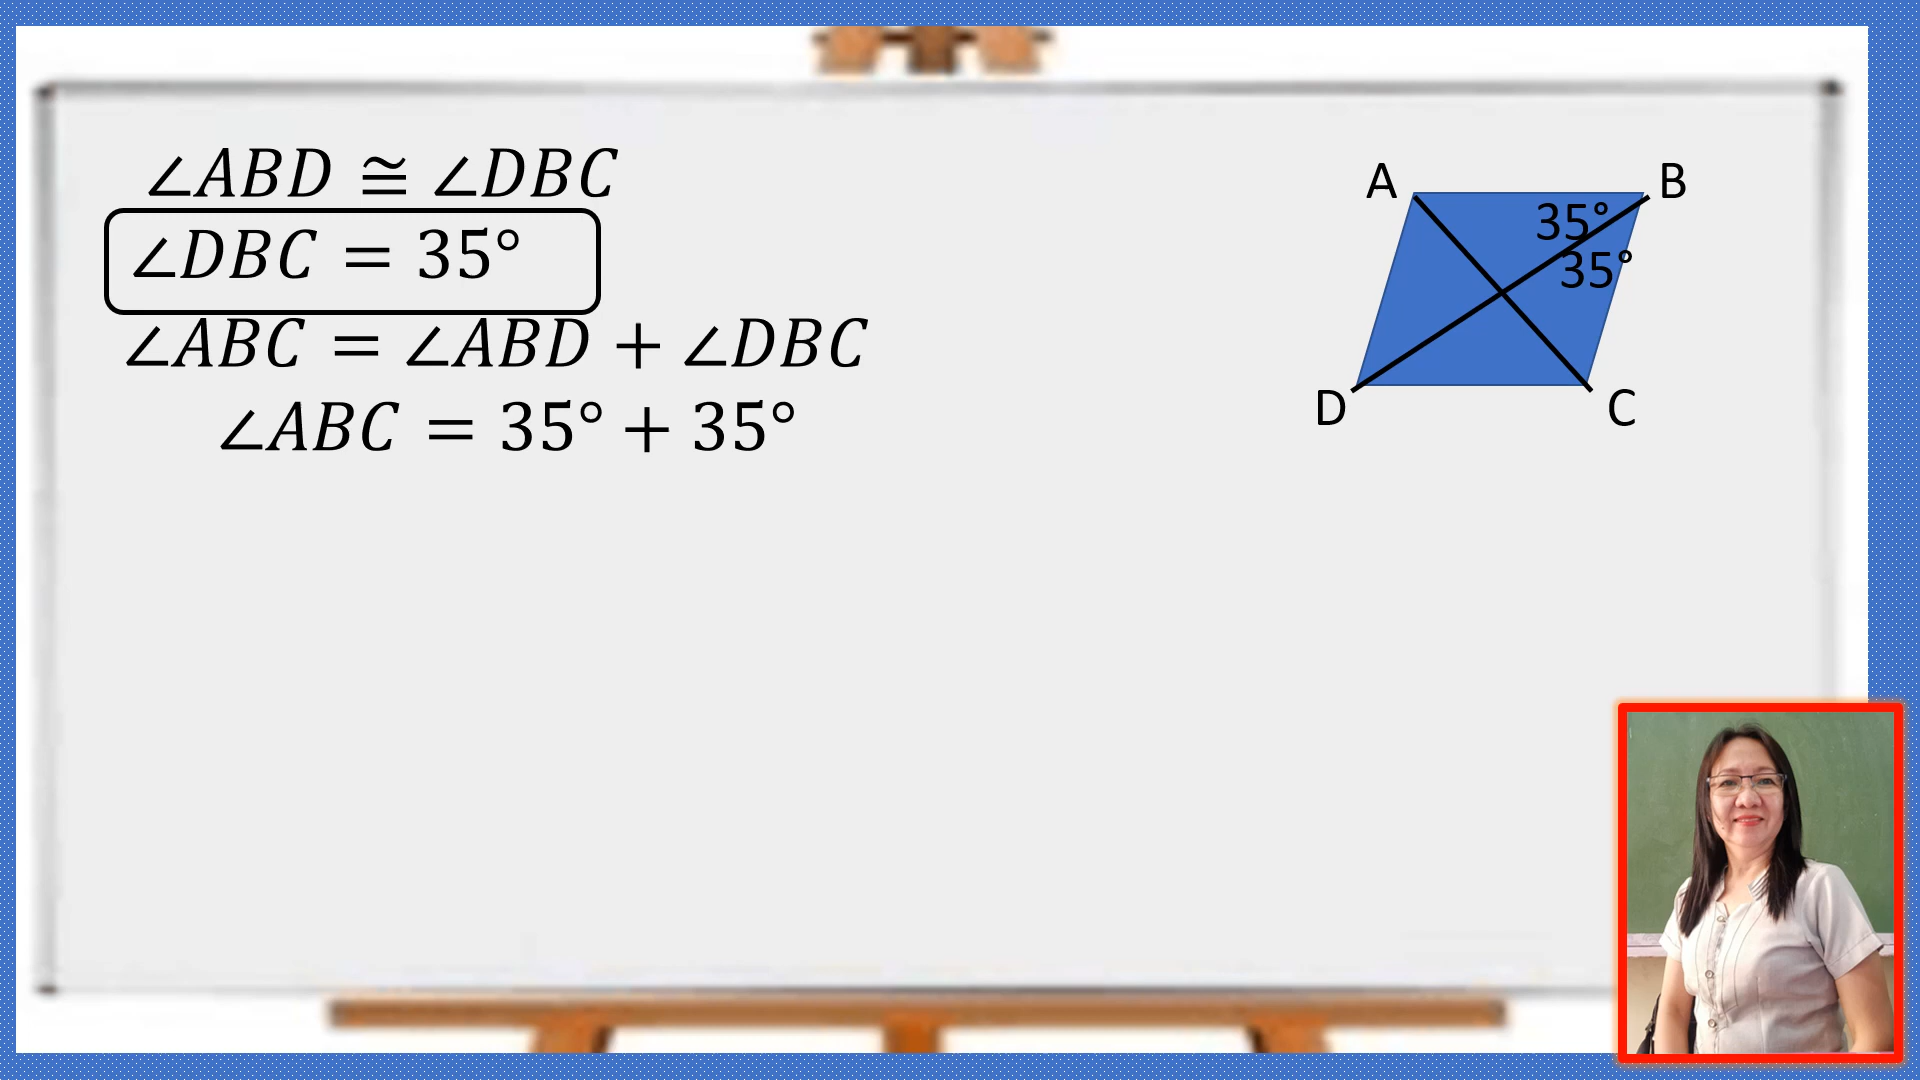 ∠ABD ≅ ∠DBC
∠DBC = 35°
∠ABC = ∠ABD + ∠DBC
∠ABC = 35° + 35°
A
B
35°
35°
D
C